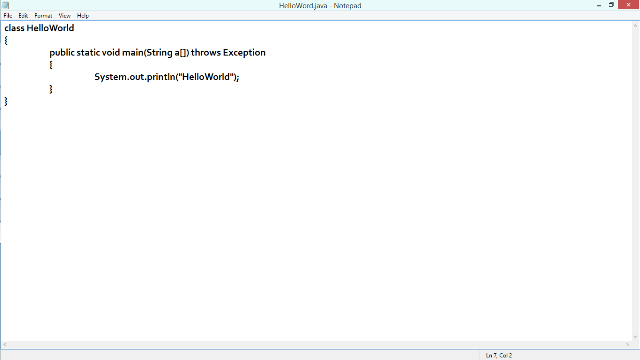 HelloWord.java - Notepad
File Edit Format View Help
class HelloWorld
{
public static void main(String a[]) throws Exception
{
System.out.println("HelloWorld");
}
}
Ln 7, Col 2